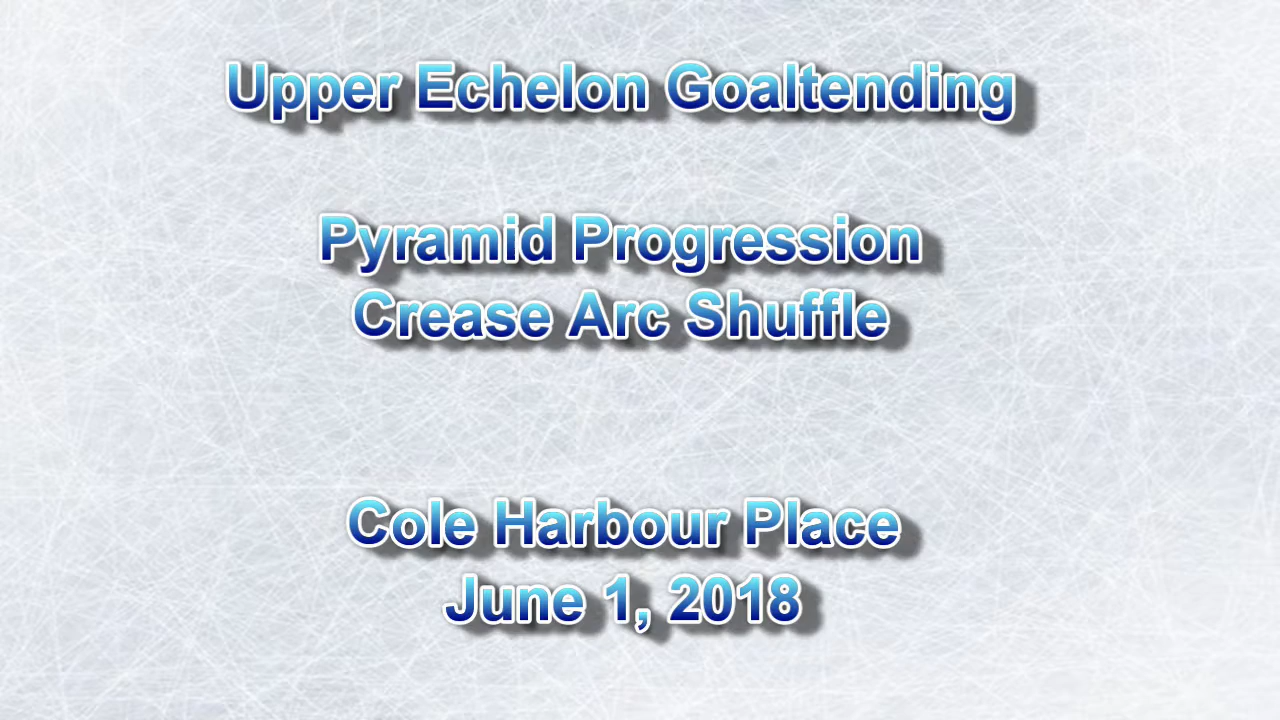 Upper Echelon Goaltending
Pyramid Progression
Crease Arc Shuffle
Cole Harbour Place
June 1, 2018